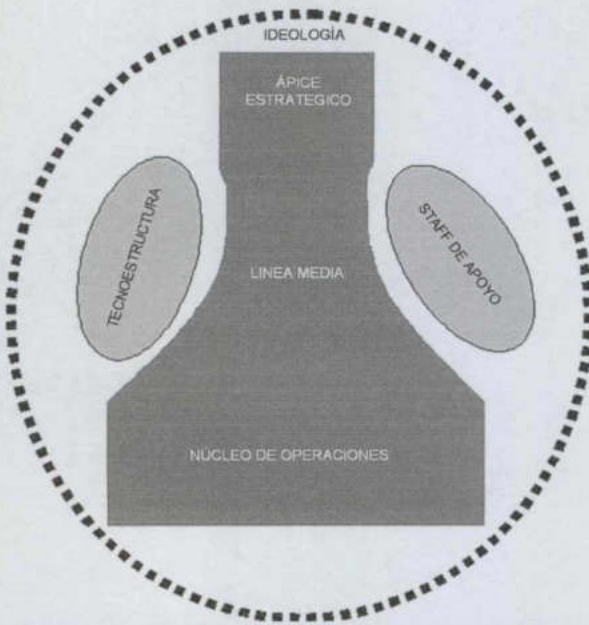 IDEOLOGÍA
ÁPICE
ESTRATEGICO
TECNOESTRUCTURA
STAFF DE APOYO
LINEA MEDIA
NÚCLEO DE OPERACIONES